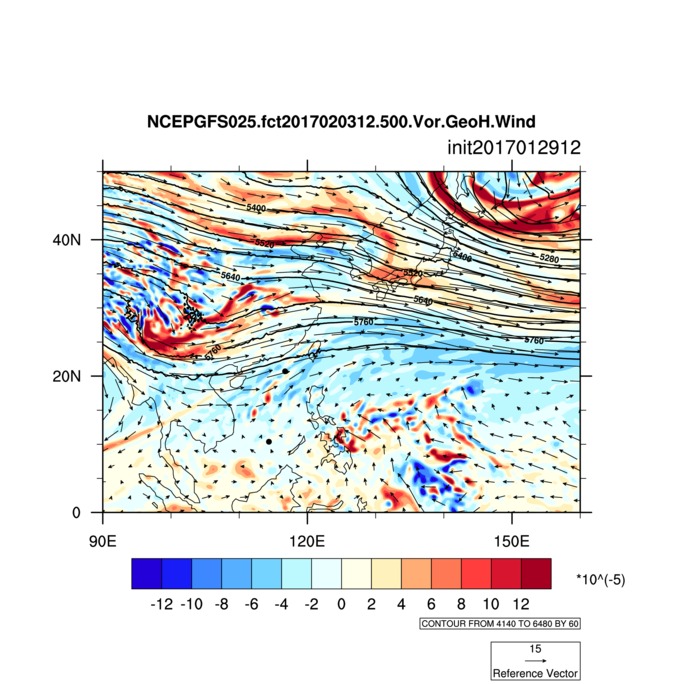 NCEPGFS025.fct2017020312.500.Vor.GeoH.Wind
init2017012912
5400
5520
5640
5760
5400
5520
5640
5760
5280
5760
40N
20N
0
90E 120E 150E
-12 -10 -8 -6 -4 -2 0 2 4 6 8 10 12
*10^(-5)
CONTOUR FROM 4140 TO 6480 BY 60
15
Reference Vector